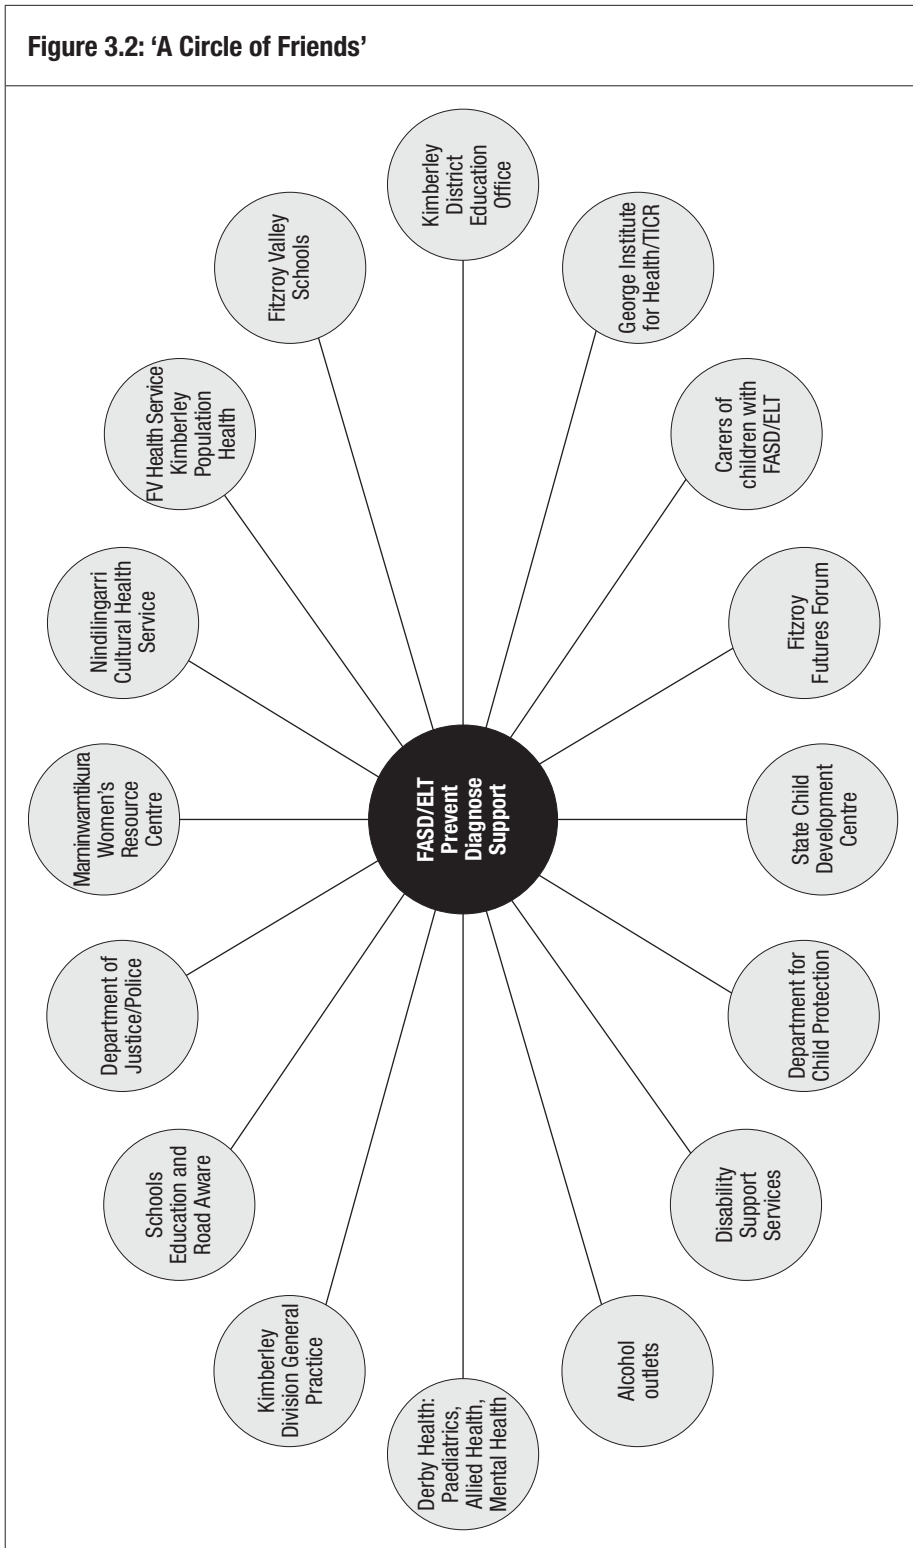 Figure 3.2: ‘A Circle of Friends’
Kimberley
District
Education
Office
Fitzroy Valley
Schools
George Institute
for Health/TICR
FV Health Service
Kimberley
Population
Health
Carers of
children with
FASD/ELT
Nindilingarri
Cultural Health
Service
Fitzroy
Futures Forum
Marninwarntikura
Women’s
Resource
Centre
FASD/ELT
Prevent
Diagnose
Support
State Child
Development
Centre
Department of
Justice/Police
Department for
Child Protection
Schools
Education and
Road Aware
Disability
Support
Services
Kimberley
Division General
Practice
Alcohol
outlets
Derby Health:
Paediatrics,
Allied Health,
Mental Health